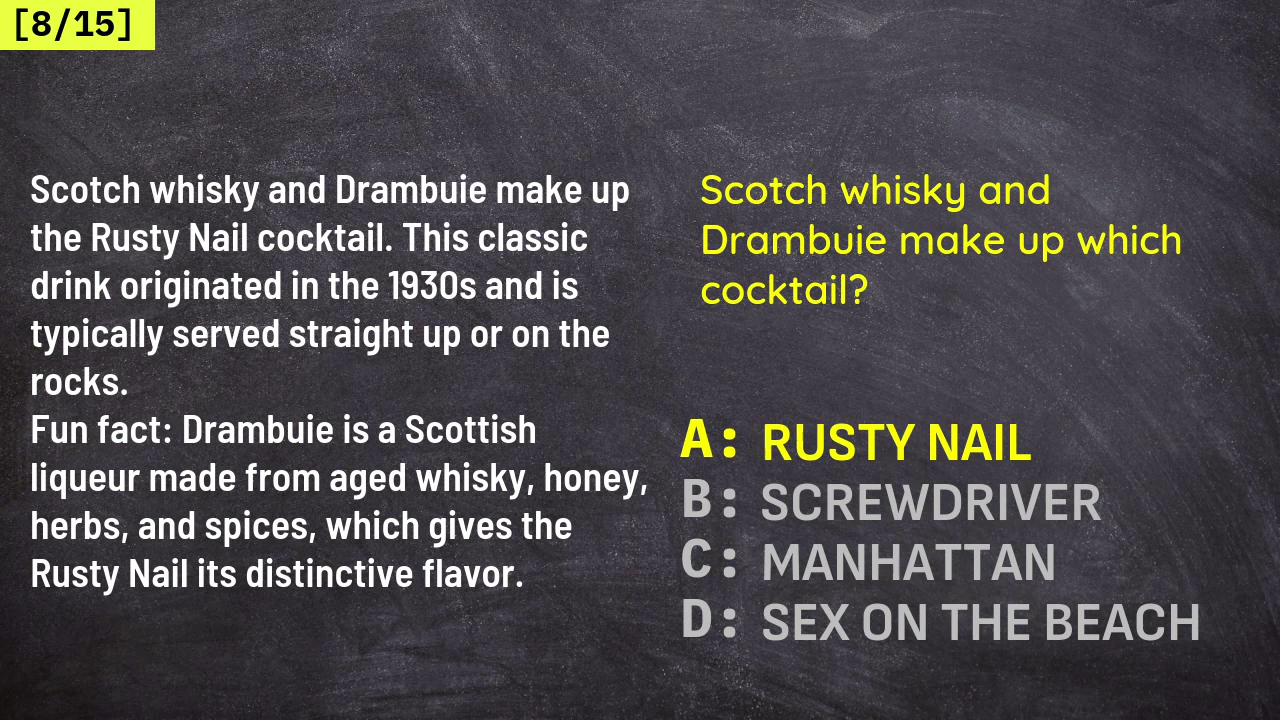 [8/15]
Scotch whisky and Drambuie make up
the Rusty Nail cocktail. This classic
drink originated in the 1930s and is
typically served straight up or on the
rocks.
Fun fact: Drambuie is a Scottish
liqueur made from aged whisky, honey,
herbs, and spices, which gives the
Rusty Nail its distinctive flavor.
Scotch whisky and
Drambuie make up which
cocktail?
A: RUSTY NAIL
B: SCREWDRIVER
C: MANHATTAN
D: SEX ON THE BEACH